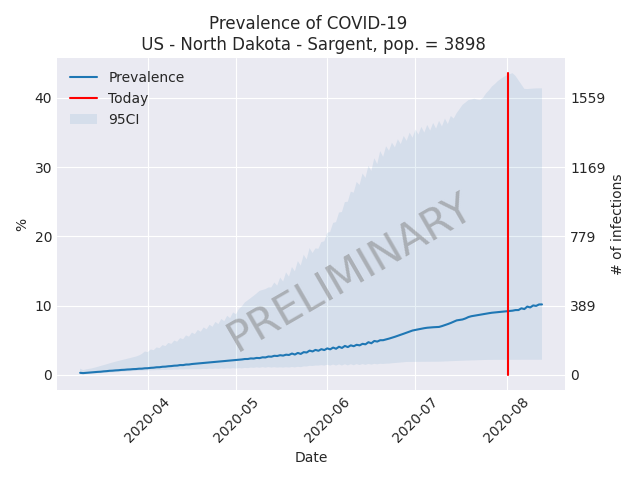 Prevalence of COVID-19
US - North Dakota - Sargent, pop. = 3898
Prevalence
Today
95CI
PRELIMINARY
%
40
30
20
10
0
# of infections
1559
1169
779
389
0
2020-04
2020-05
2020-06
2020-07
2020-08
Date